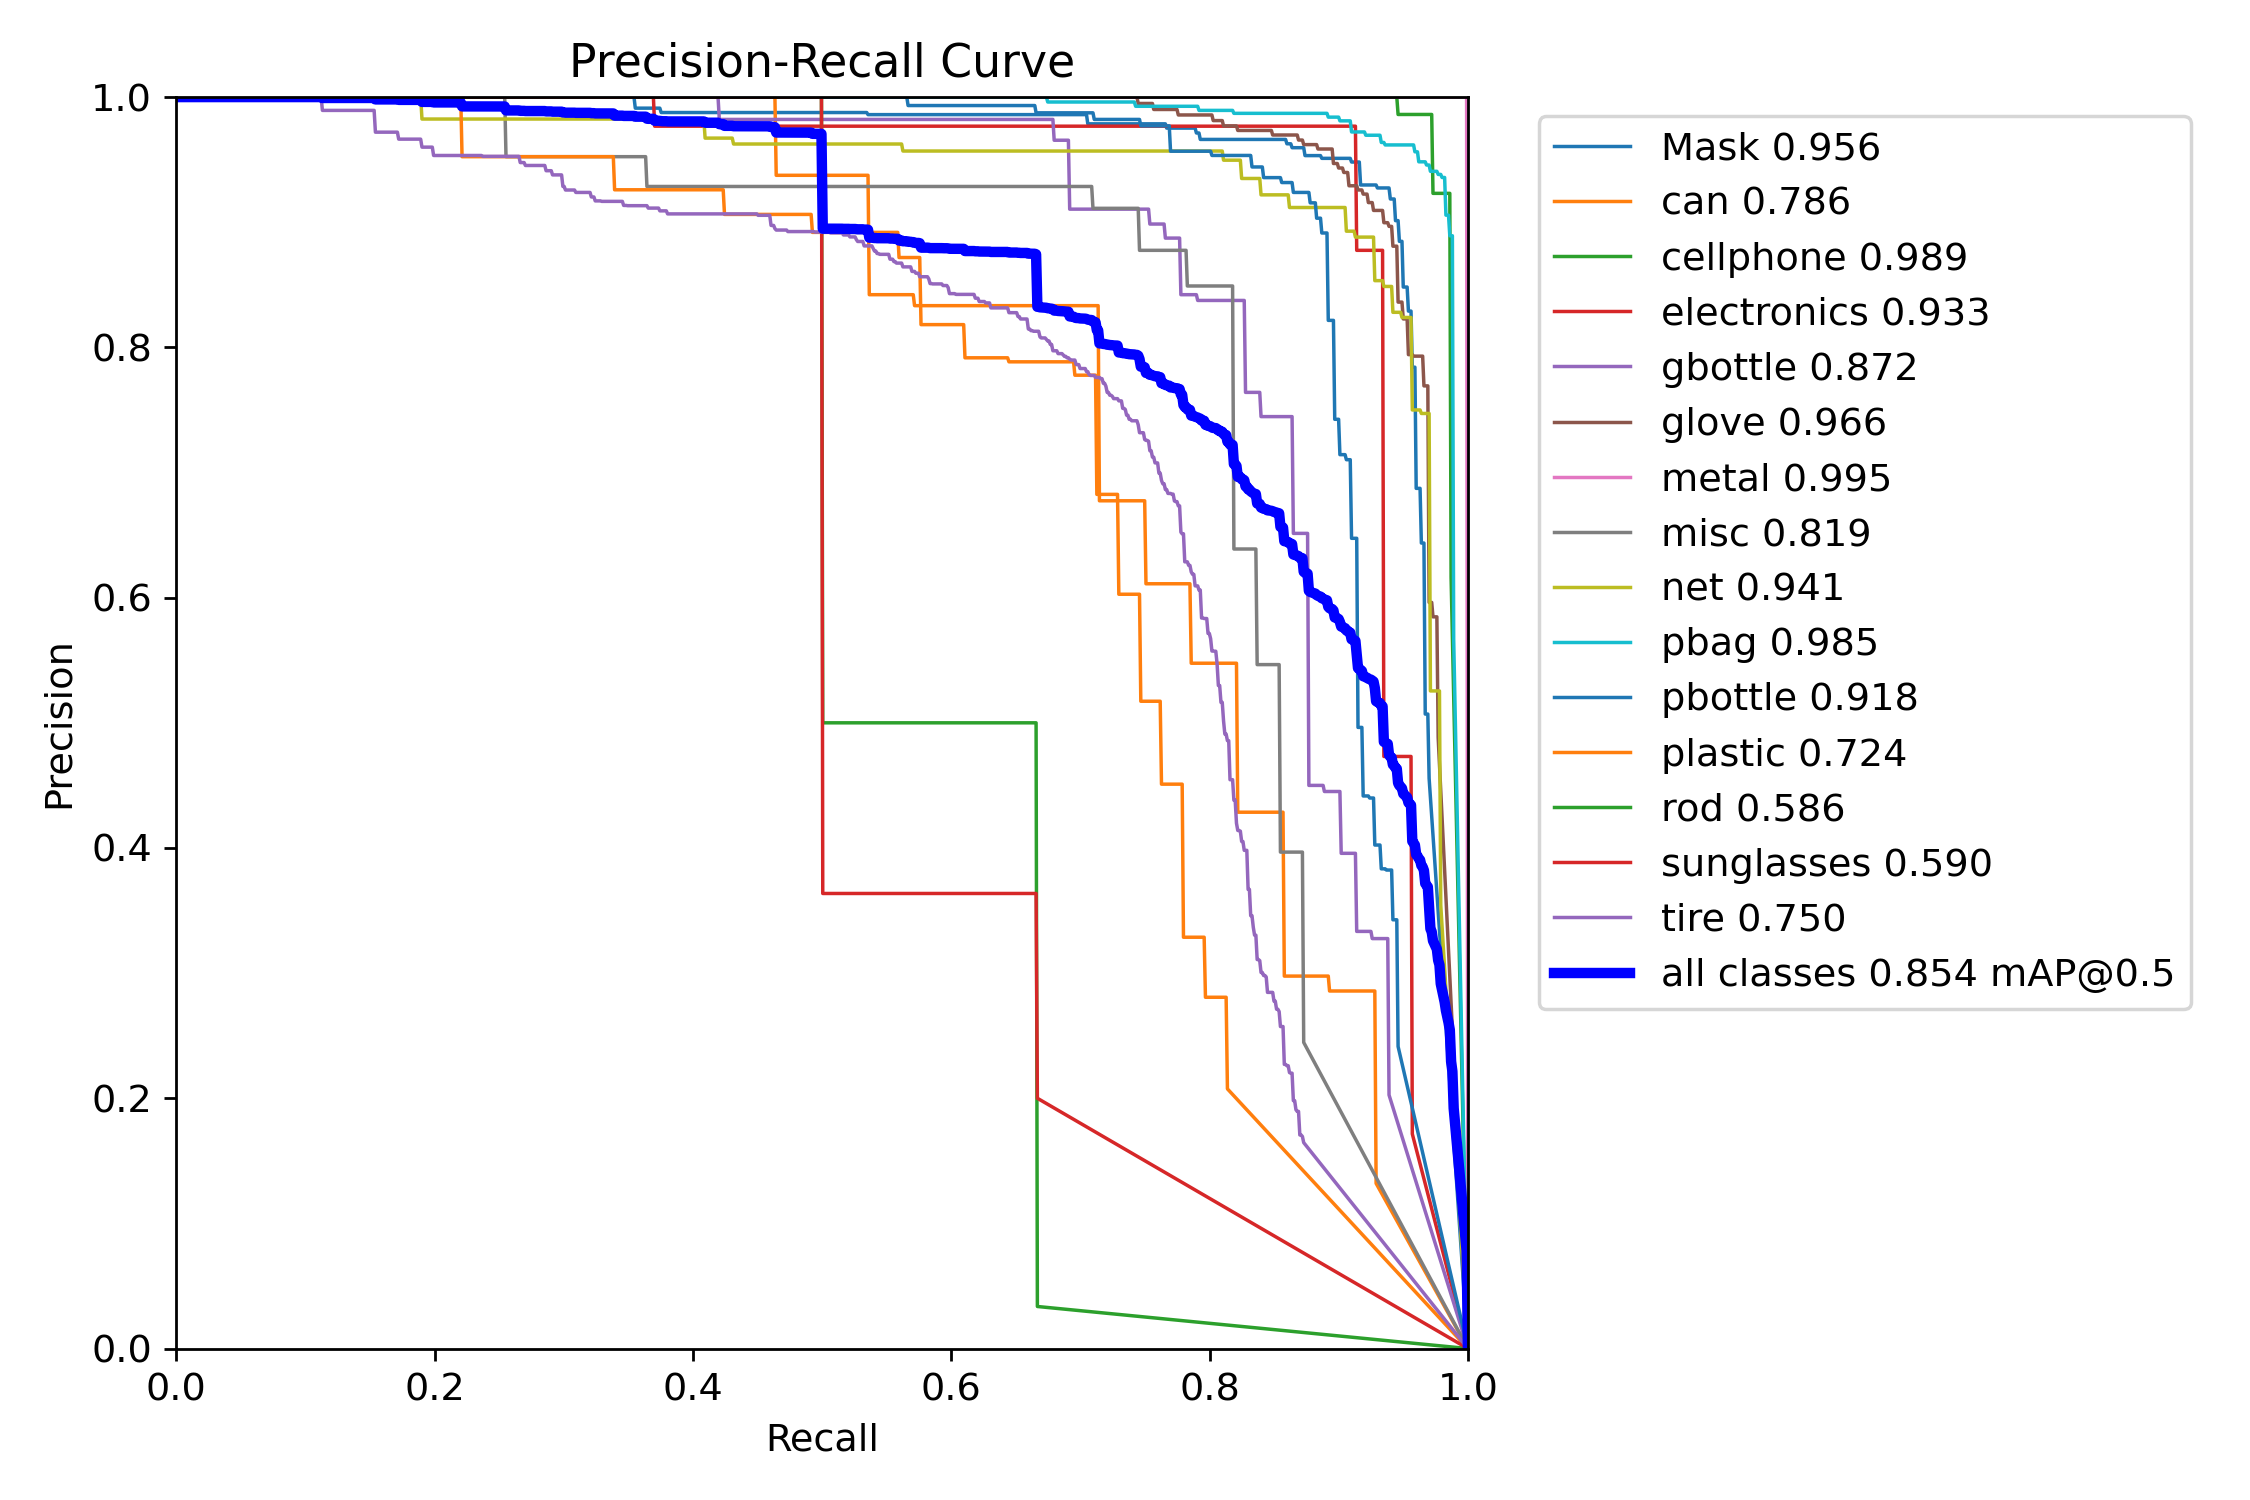 Precision-Recall Curve
1.0
0.8
0.6
0.4
0.2
0.0
Precision
0.0 0.2 0.4 0.6 0.8 1.0
Recall
Mask 0.956
can 0.786
cellphone 0.989
electronics 0.933
gbottle 0.872
glove 0.966
metal 0.995
misc 0.819
net 0.941
pbag 0.985
pbottle 0.918
plastic 0.724
rod 0.586
sunglasses 0.590
tire 0.750
all classes 0.854 mAP@0.5